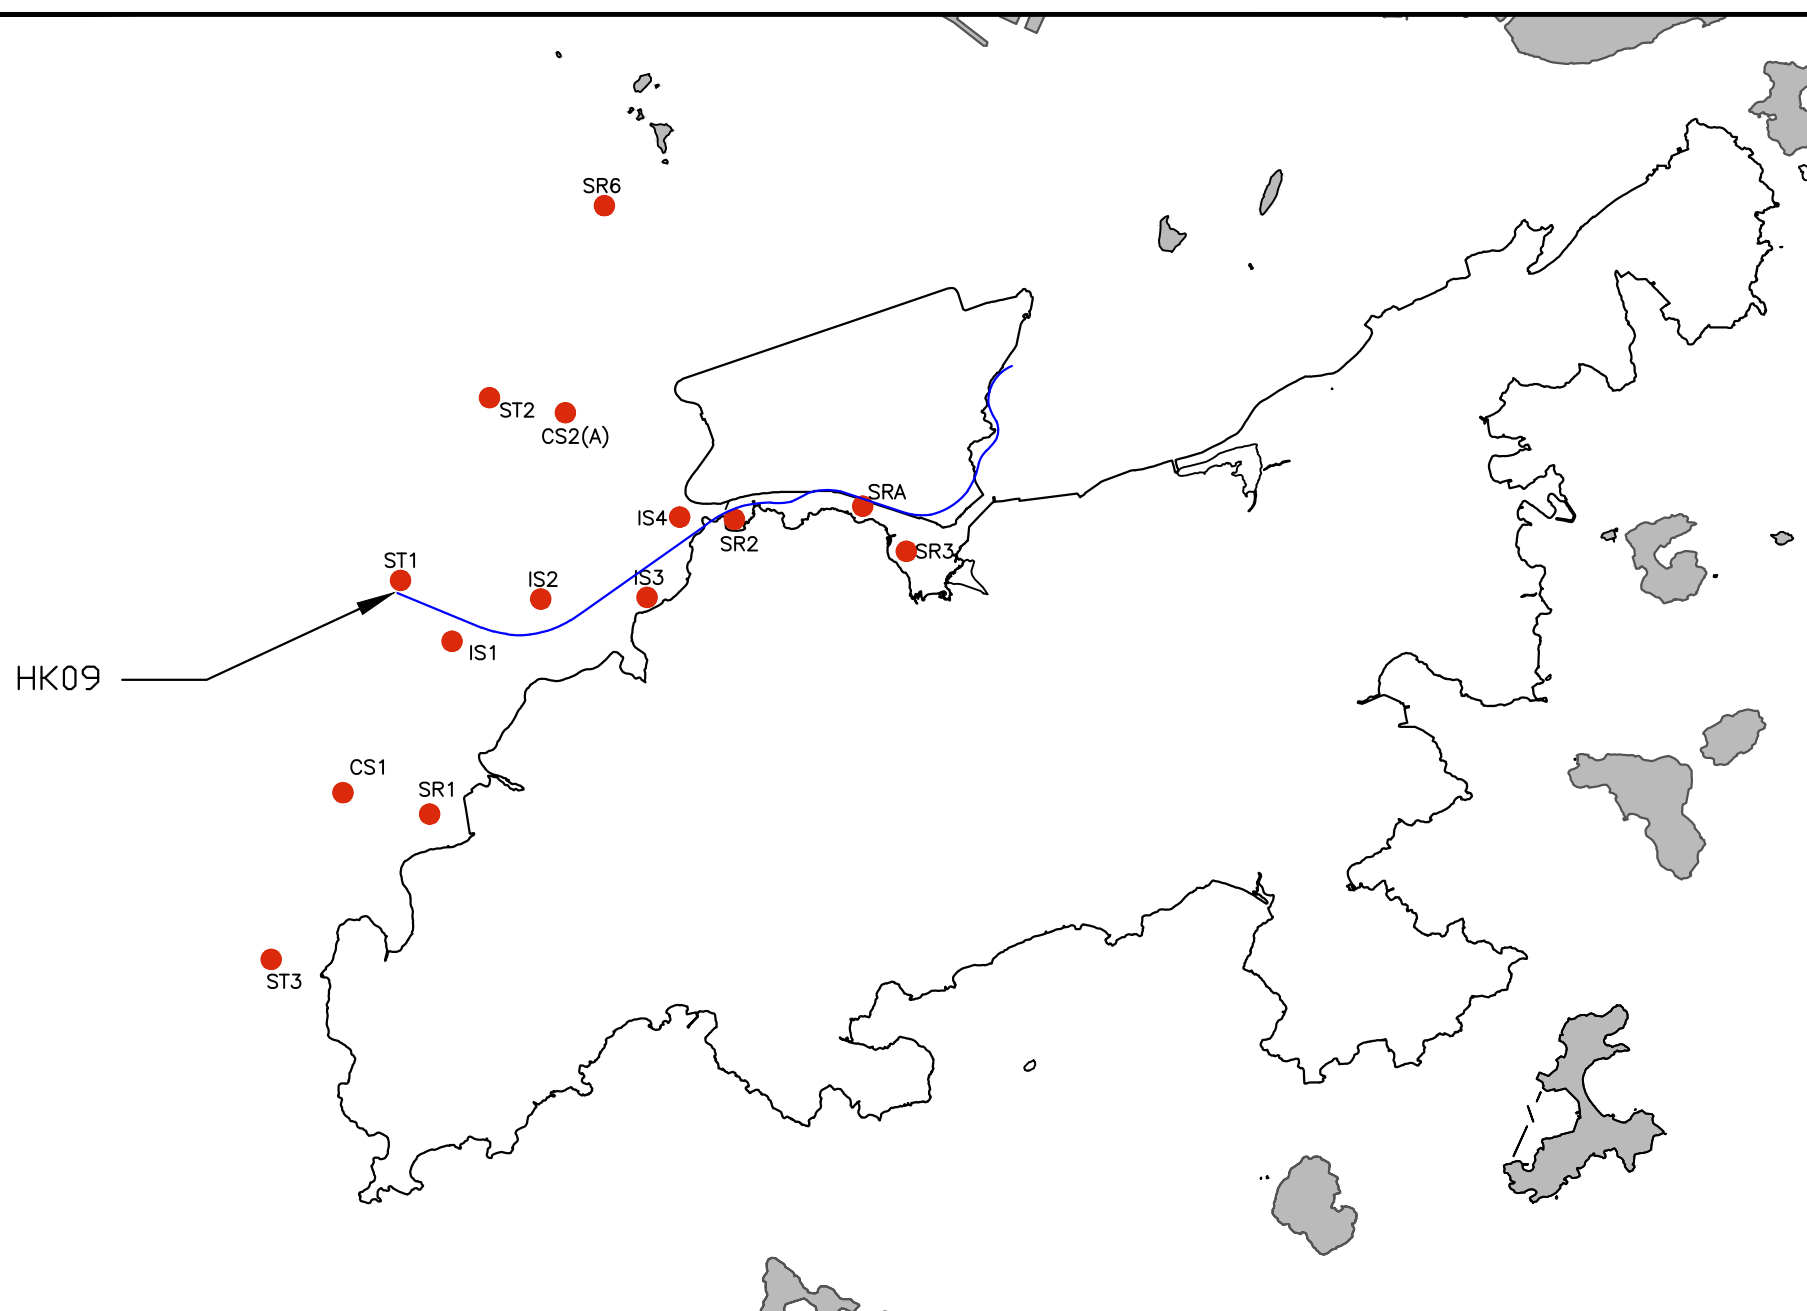 SR6
ST2
CS2(A)
SRA
IS4
SR2
SR3
ST1
IS2
IS3
IS1
HK09
CS1
SR1
ST3